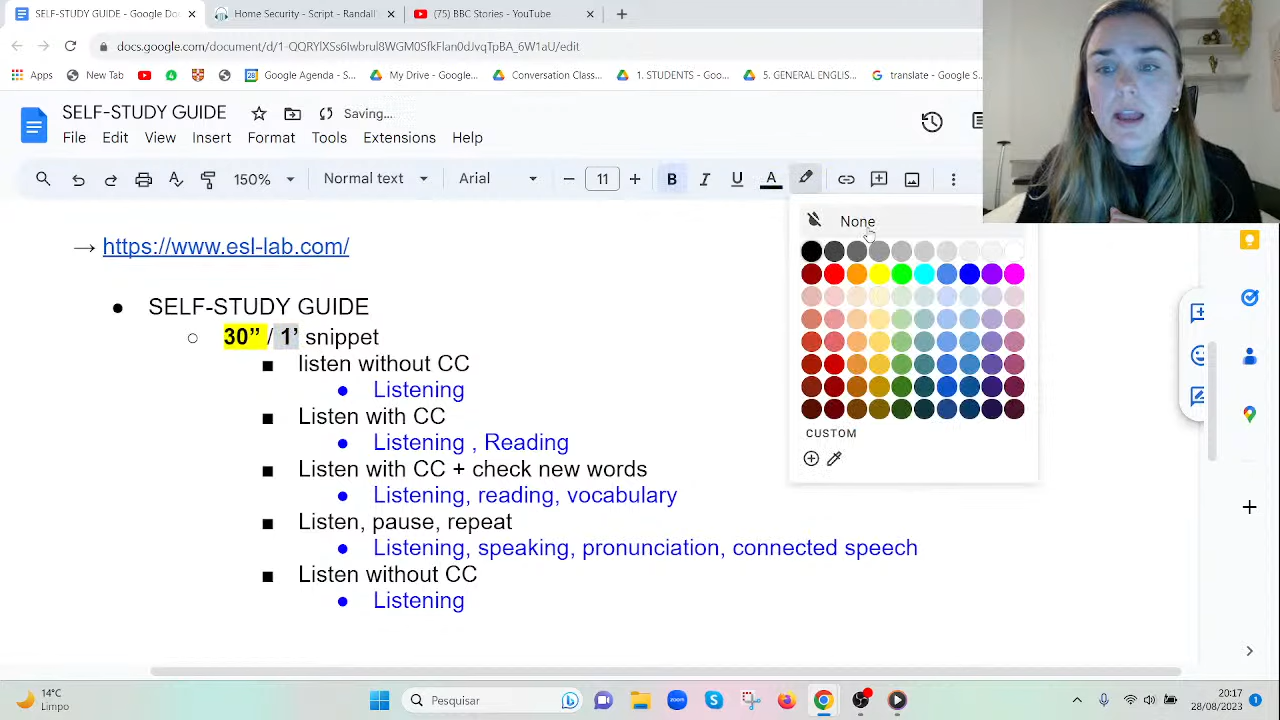 SELF-STUDY GUIDE - Google Do
Home Security - Script - Randall
(75) BBC Stories - YouTube
docs.google.com/document/d/1-QQRYlXSs6IwbruI8WGM0SfkFlan0dJvqTpBA_6W1aU/edit
Apps
New Tab
28
Google Agenda - S...
My Drive - Google...
Conversation Class...
1. STUDENTS - Goo...
5. GENERAL ENGLIS...
translate - Google S...
SELF-STUDY GUIDE
Saving...
File Edit View Insert Format Tools Extensions Help
150% Normal text Arial − 11 + B I U A
None
→ https://www.esl-lab.com/
● SELF-STUDY GUIDE
○ 30” / 1’ snippet
■ listen without CC
● Listening
■ Listen with CC
● Listening , Reading
■ Listen with CC + check new words
● Listening, reading, vocabulary
■ Listen, pause, repeat
● Listening, speaking, pronunciation, connected speech
■ Listen without CC
● Listening
CUSTOM
14°C
Limpo
Pesquisar
zoom
20:17
28/08/2023
1